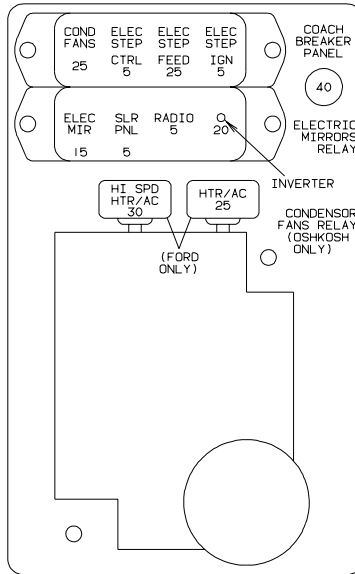 COND ELEC ELEC ELEC
FANS STEP STEP STEP
CTRL FEED IGN
25 5 25 5
COACH
BREAKER
PANEL
40
ELEC SLR RADIO
MIR PNL 5 20
15 5
ELECTRIC
MIRRORS
RELAY
INVERTER
HI SPD
HTR/AC
30
HTR/AC
25
(FORD
ONLY)
CONDENSOR
FANS RELAY
(OSHKOSH
ONLY)